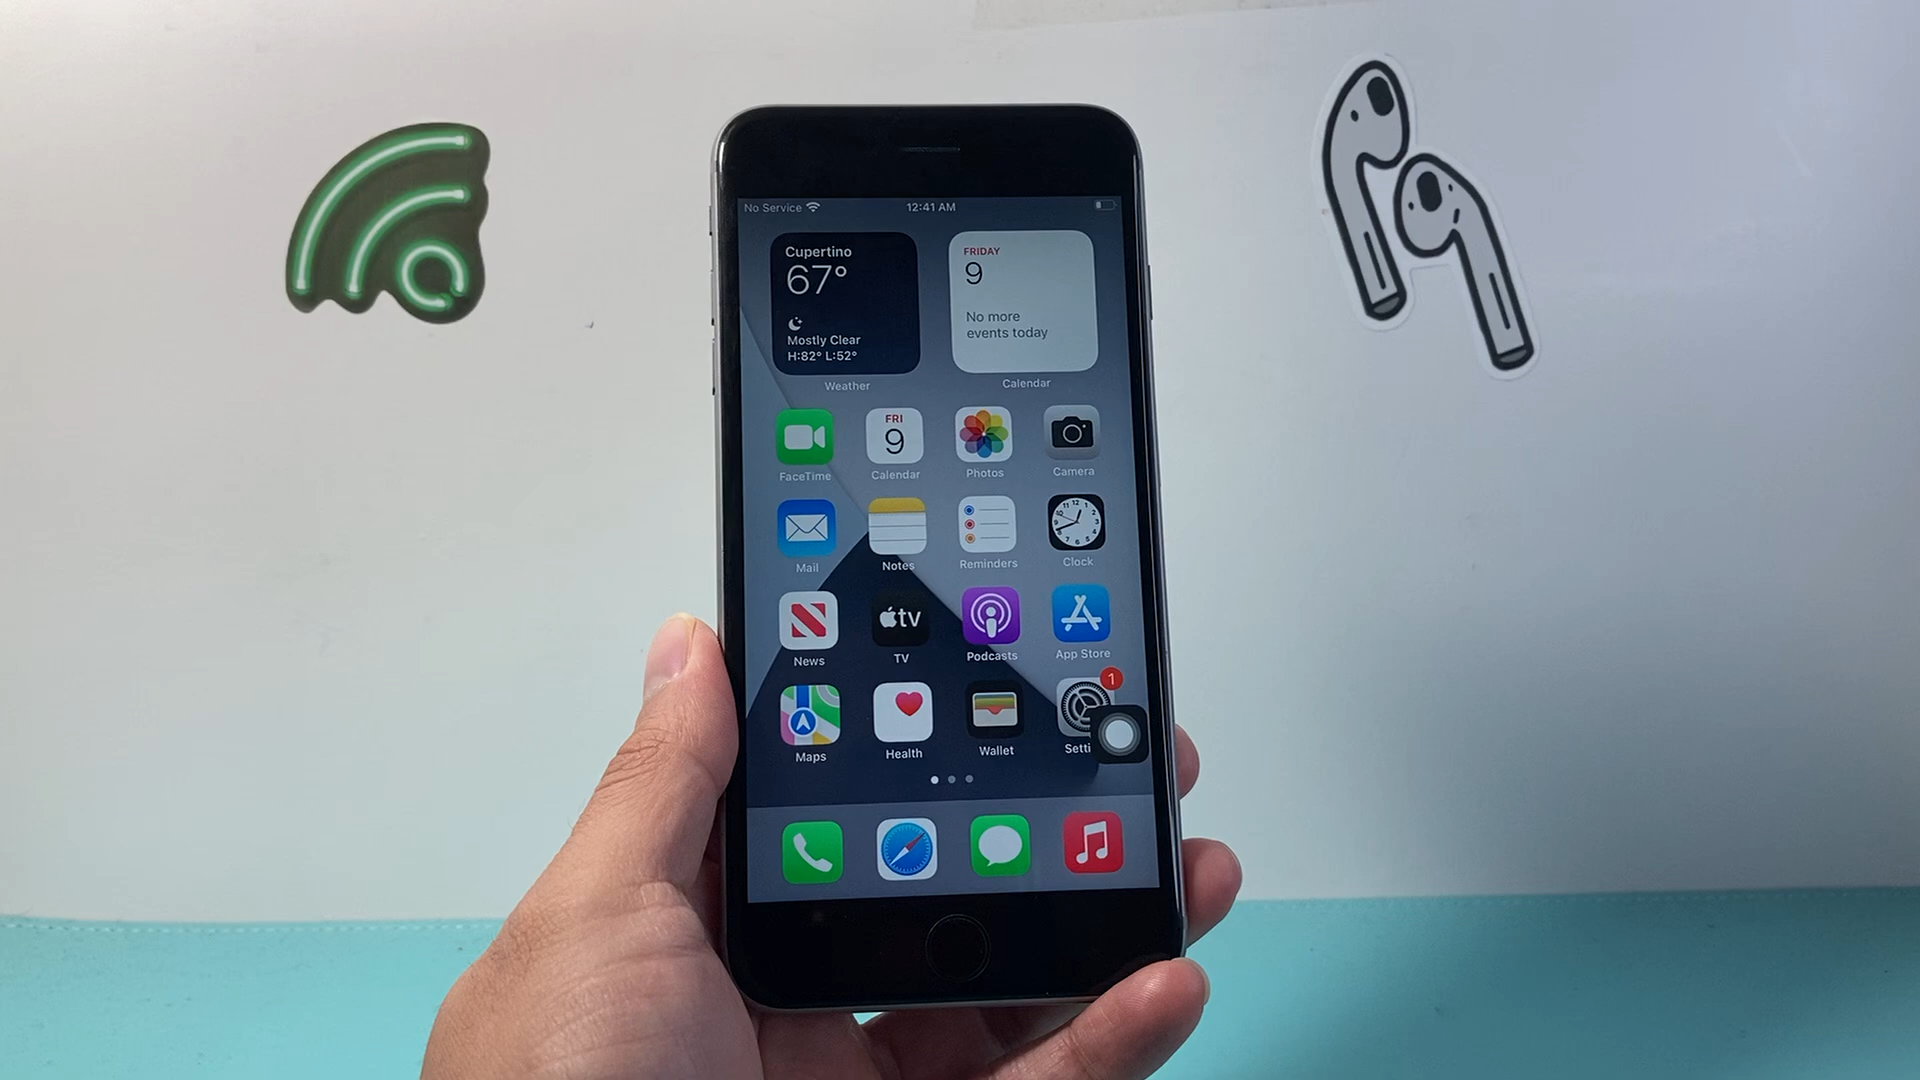 No Service 12:41 AM
Cupertino
67°
Mostly Clear
H:82° L:52°
Weather
FRIDAY
9
No more
events today
Calendar
FRI
9
FaceTime Calendar Photos Camera
Mail Notes Reminders Clock
tv
News TV Podcasts App Store
1
Maps Health Wallet Setti